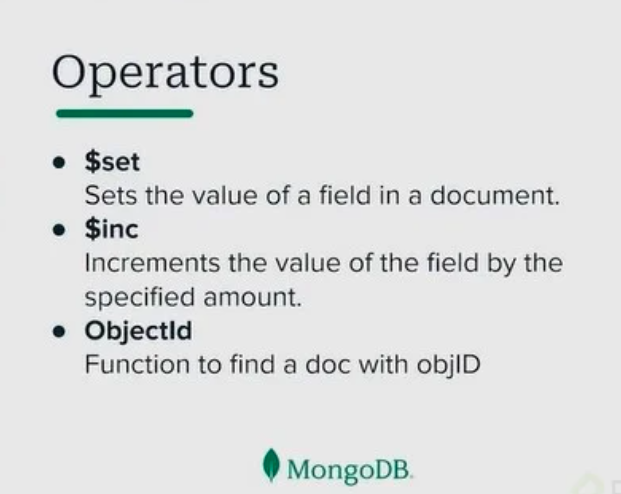 Operators
• $set
Sets the value of a field in a document.
• $inc
Increments the value of the field by the
specified amount.
• ObjectId
Function to find a doc with objID
MongoDB.